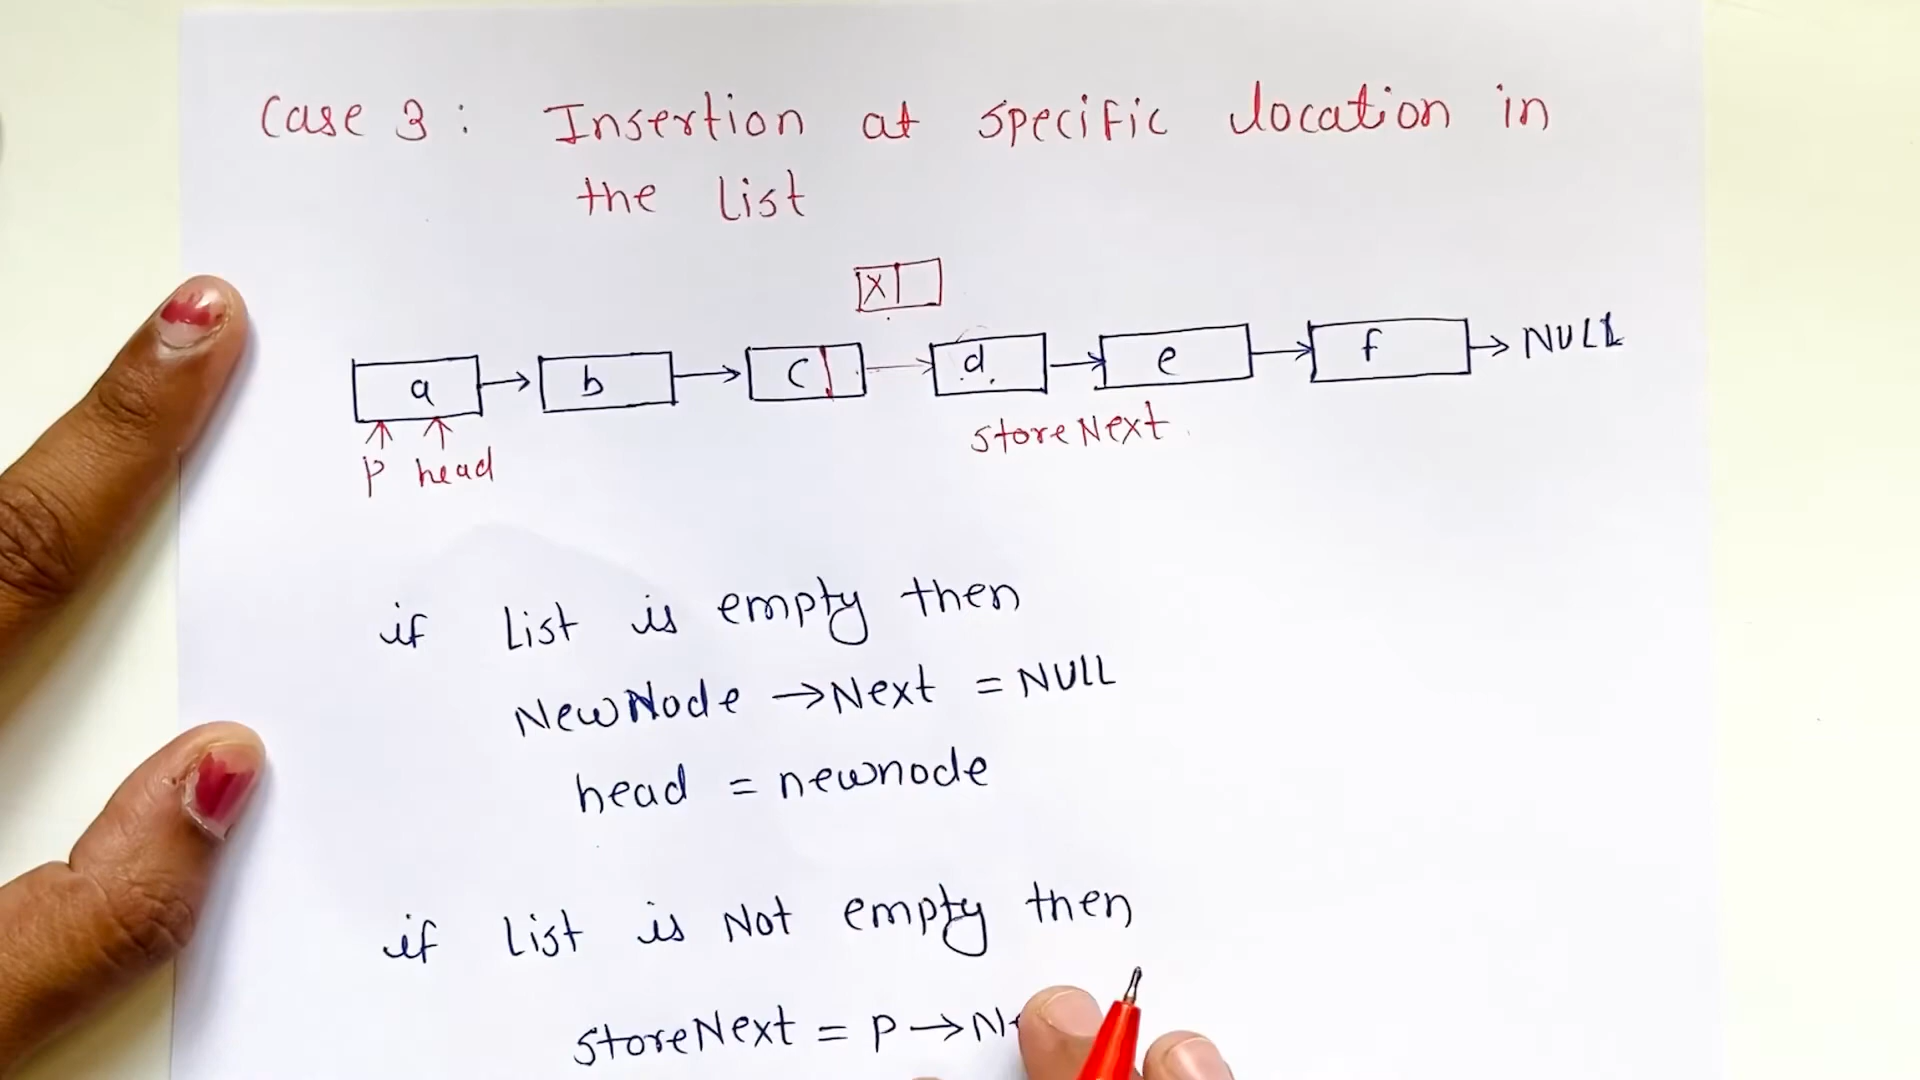 Case 3: Insertion at specific location in
the List
X
a → b → c → d → e → f → NULL
P head
storeNext
if List is empty then
NewNode → Next = NULL
head = newnode
if List is Not empty then
storeNext = P →